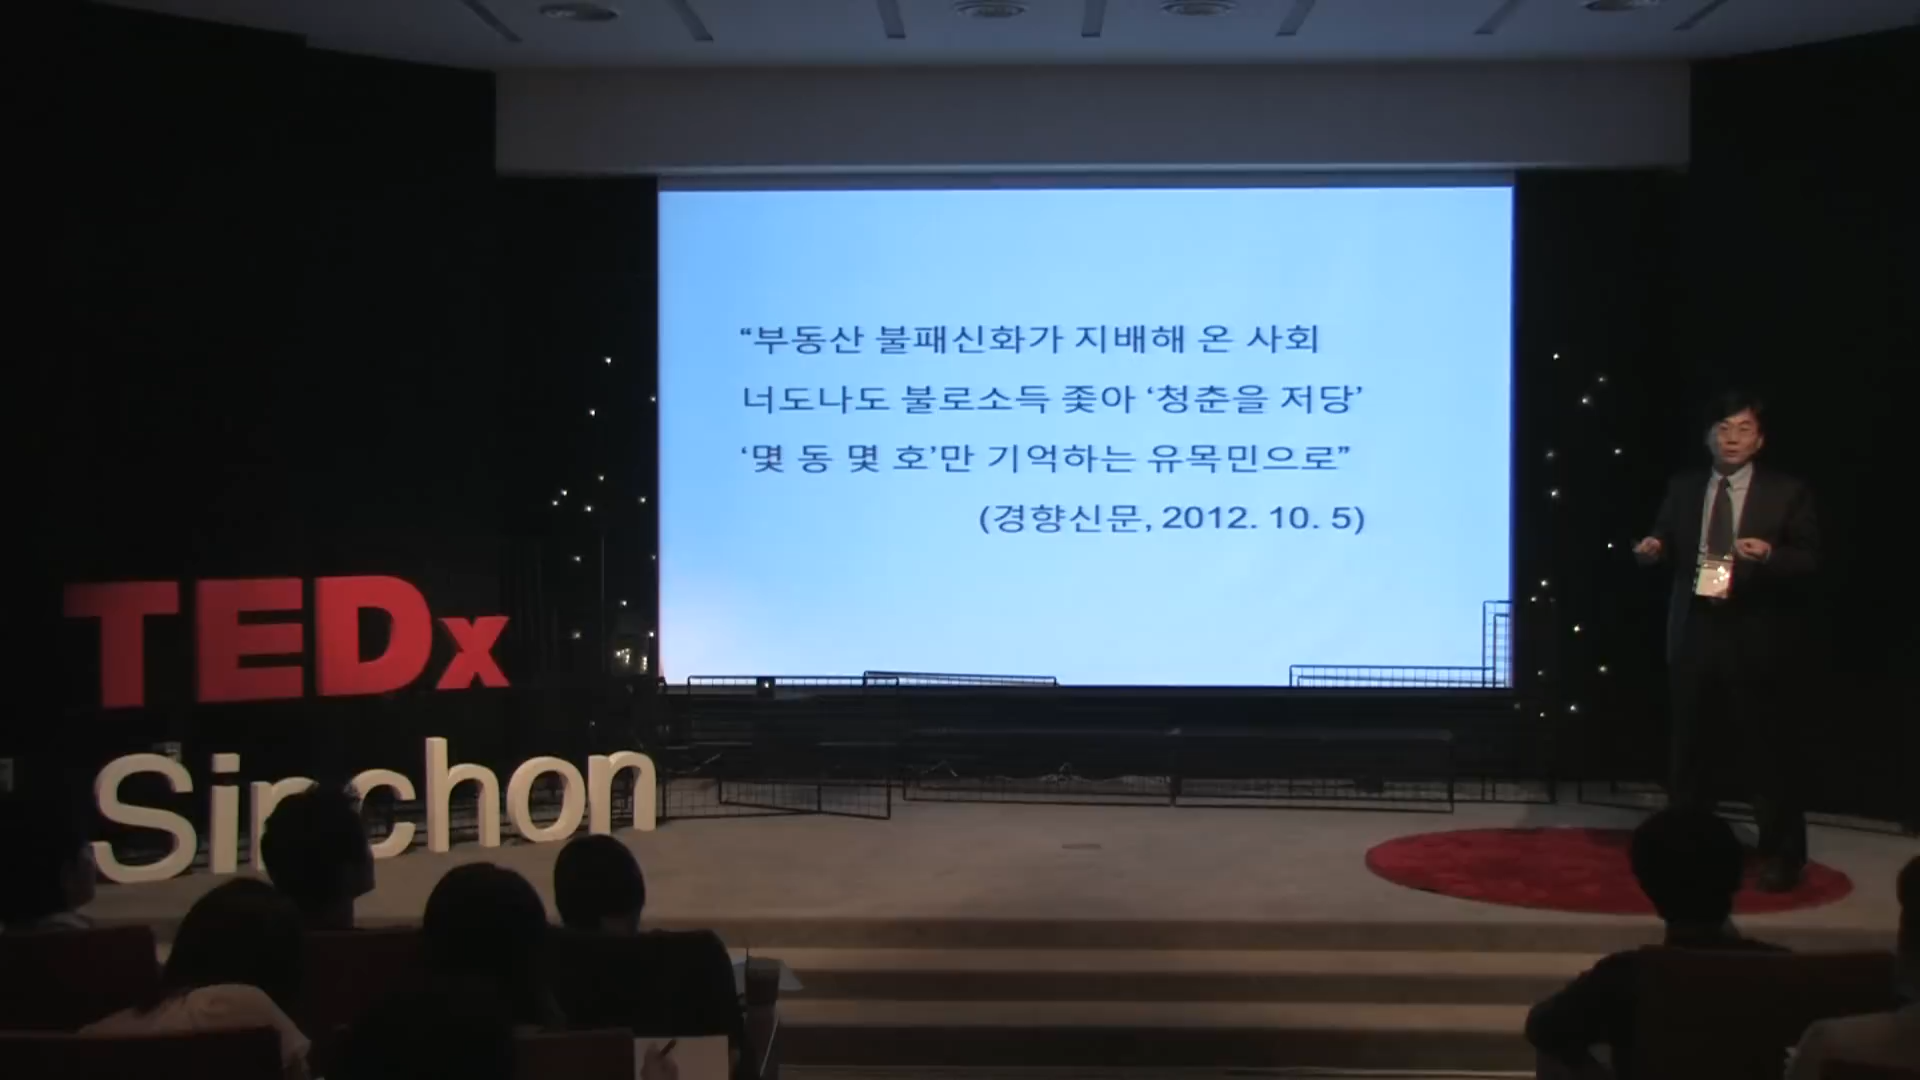 “부동산 불패신화가 지배해 온 사회
너도나도 불로소득 좇아 ‘청춘을 저당’
‘몇 동 몇 호’만 기억하는 유목민으로”
(경향신문, 2012. 10. 5)
TEDx
Sinchon